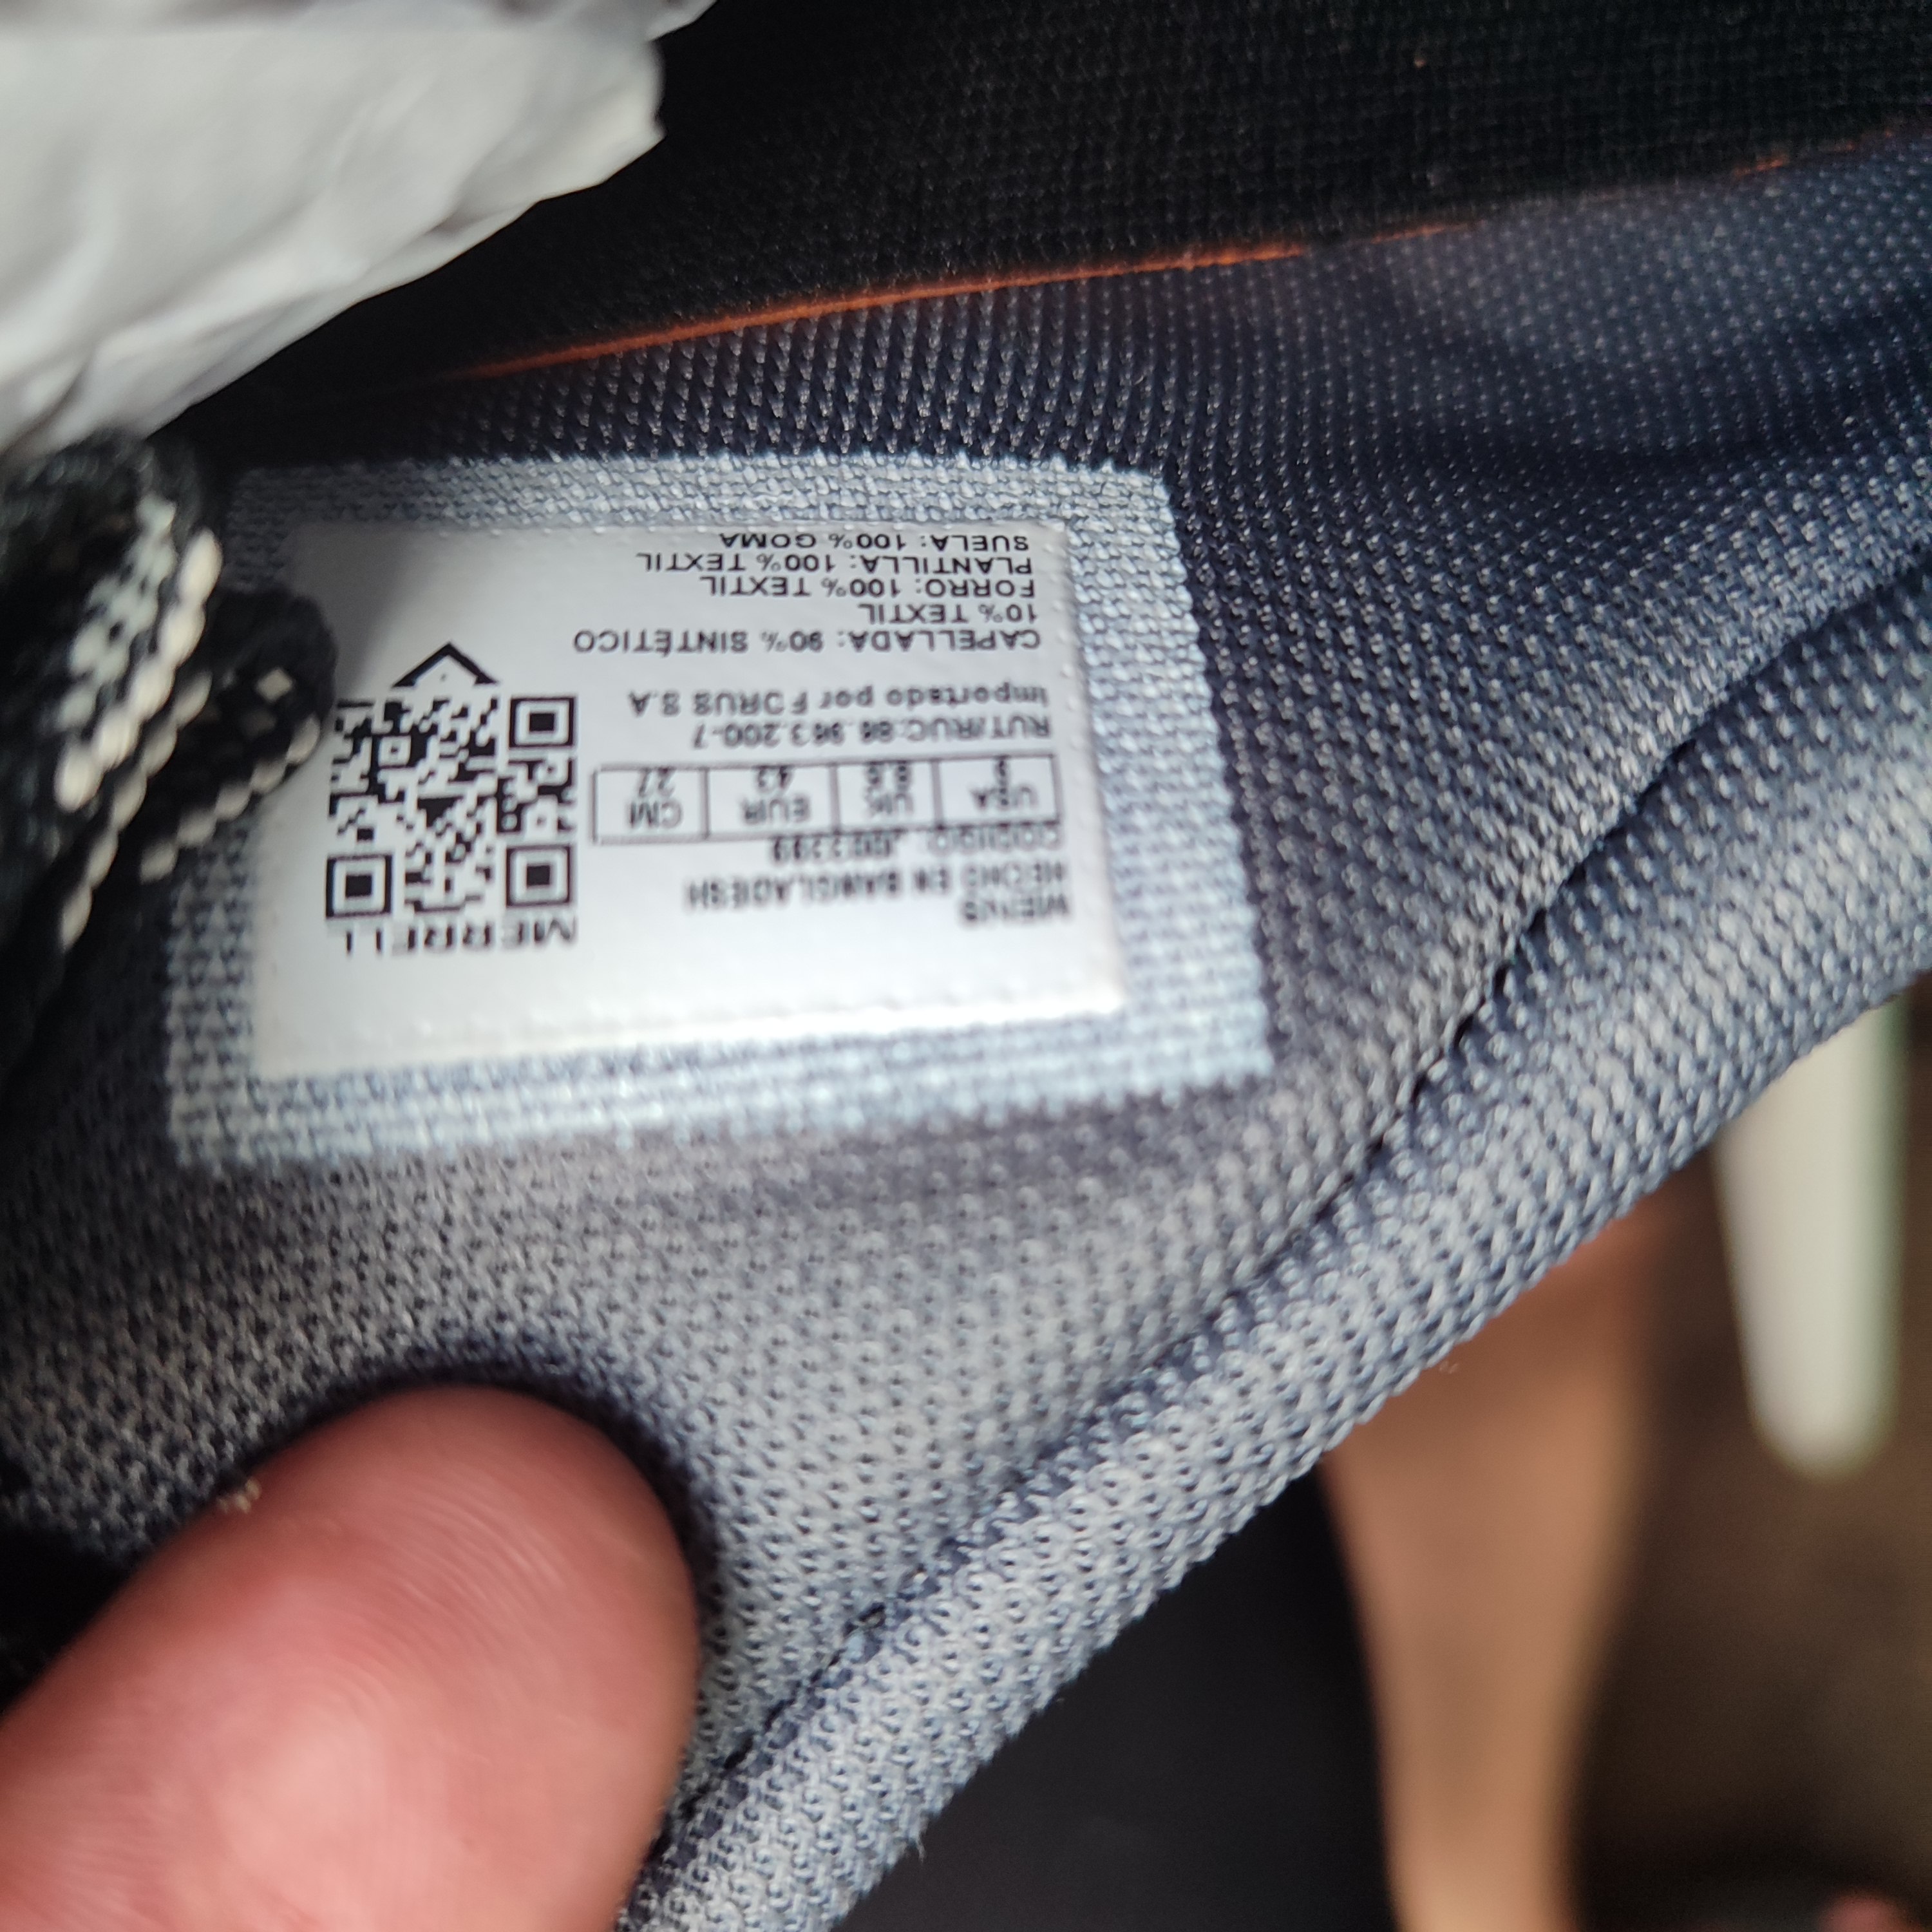 MERRELL
MENS
HECHO EN BANGLADESH
CODIGO:
USA UK EUR CM
9 8.5 43 27
RUT/RUC:86.963.200-7
Importado por FORUS S.A
CAPELLADA: 90% SINTÉTICO
10% TEXTIL
FORRO: 100% TEXTIL
PLANTILLA: 100% TEXTIL
SUELA: 100% GOMA